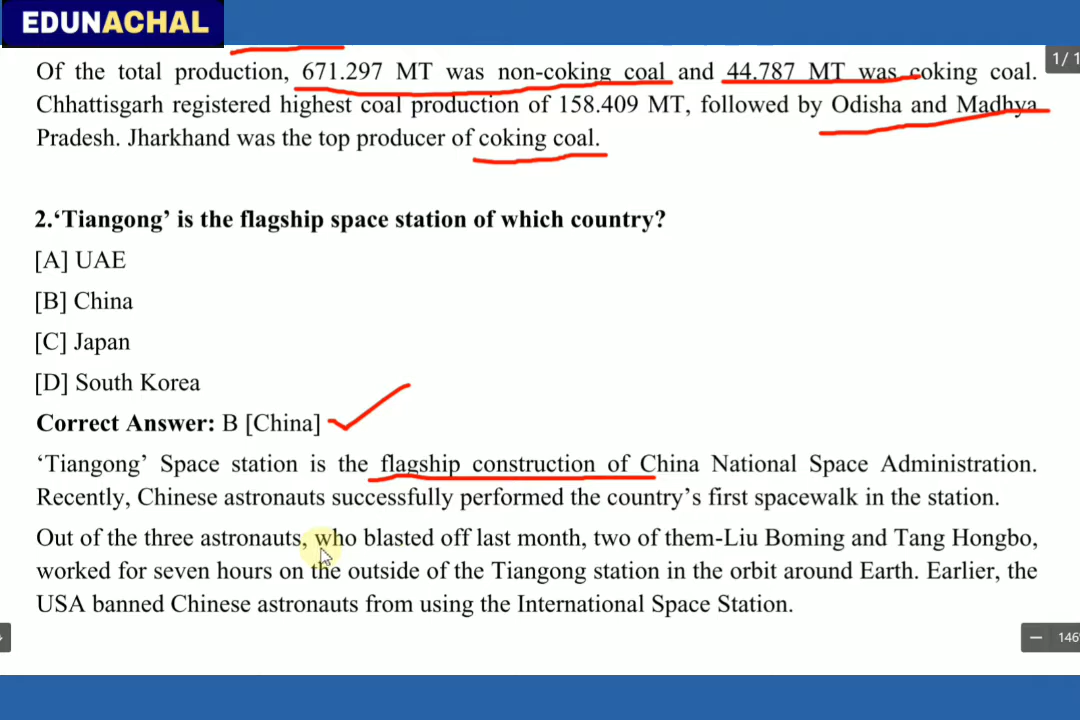 EDUNACHAL
1 / 1
Of the total production, 671.297 MT was non-coking coal and 44.787 MT was coking coal.
Chhattisgarh registered highest coal production of 158.409 MT, followed by Odisha and Madhya
Pradesh. Jharkhand was the top producer of coking coal.
2.‘Tiangong’ is the flagship space station of which country?
[A] UAE
[B] China
[C] Japan
[D] South Korea
Correct Answer: B [China]
‘Tiangong’ Space station is the flagship construction of China National Space Administration.
Recently, Chinese astronauts successfully performed the country’s first spacewalk in the station.
Out of the three astronauts, who blasted off last month, two of them-Liu Boming and Tang Hongbo,
worked for seven hours on the outside of the Tiangong station in the orbit around Earth. Earlier, the
USA banned Chinese astronauts from using the International Space Station.
— 146